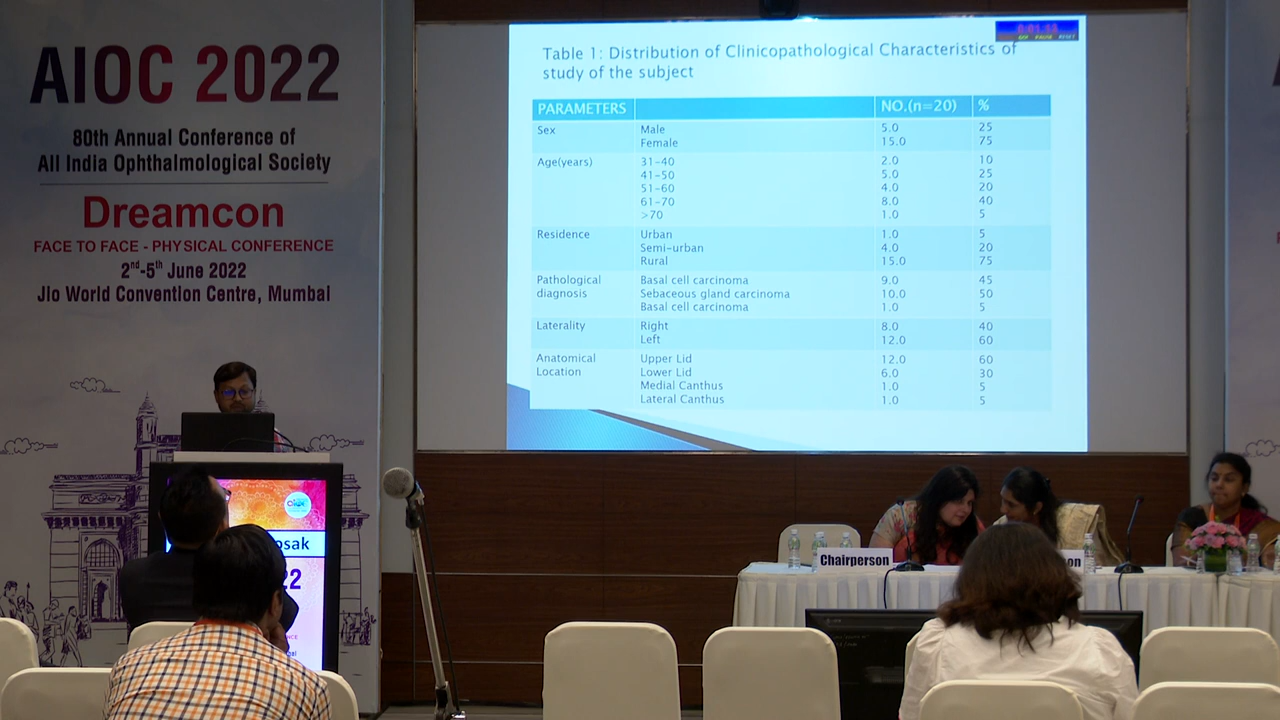 AIOC 2022
80th Annual Conference of
All India Ophthalmological Society
Dreamcon
FACE TO FACE - PHYSICAL CONFERENCE
2nd-5th June 2022
Jio World Convention Centre, Mumbai
Table 1: Distribution of Clinicopathological Characteristics of
study of the subject
PARAMETERS NO.(n=20) %
Sex Male 5.0 25
Female 15.0 75
Age(years) 31-40 2.0 10
41-50 5.0 25
51-60 4.0 20
61-70 8.0 40
>70 1.0 5
Residence Urban 1.0 5
Semi-urban 4.0 20
Rural 15.0 75
Pathological Basal cell carcinoma 9.0 45
diagnosis Sebaceous gland carcinoma 10.0 50
Basal cell carcinoma 1.0 5
Laterality Right 8.0 40
Left 12.0 60
Anatomical Upper Lid 12.0 60
Location Lower Lid 6.0 30
Medial Canthus 1.0 5
Lateral Canthus 1.0 5
Chairperson
osak
22
on